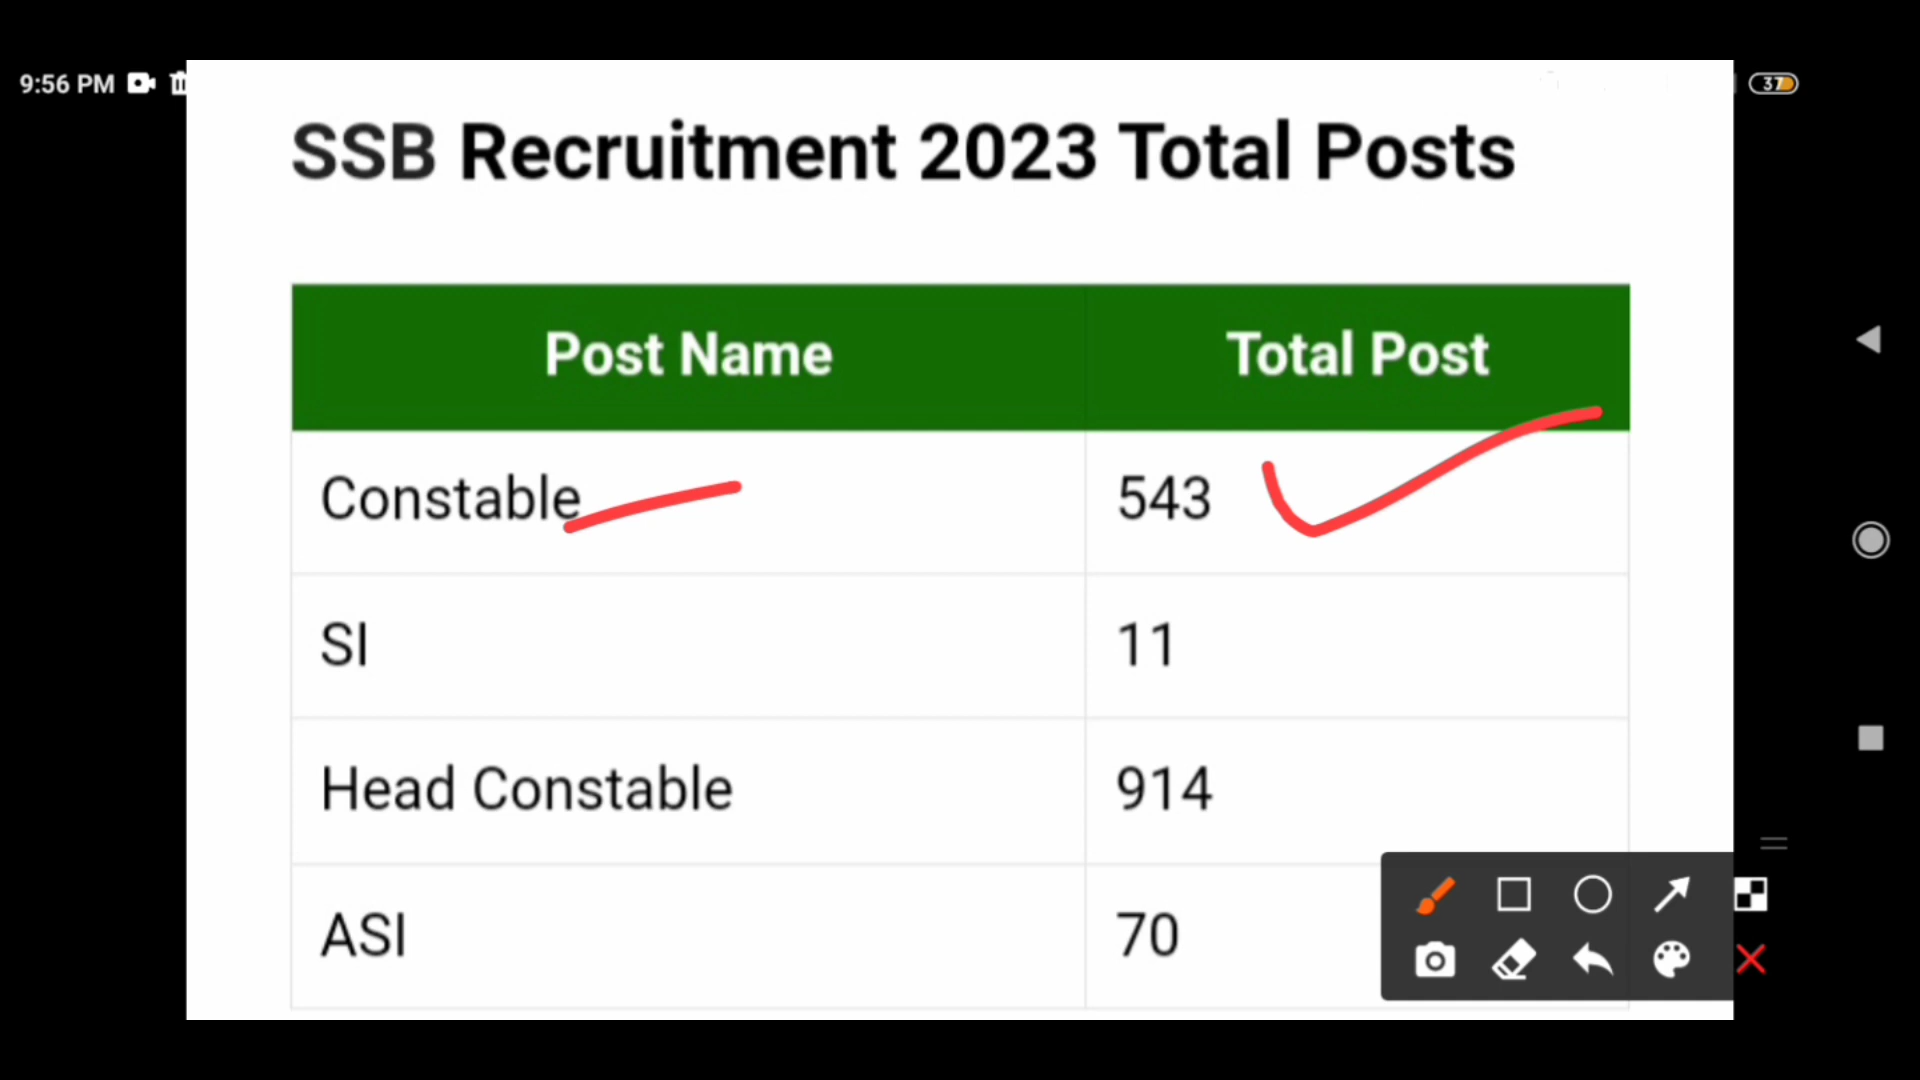 9:56 PM
37
SSB Recruitment 2023 Total Posts
Post Name Total Post
Constable 543
SI 11
Head Constable 914
ASI 70